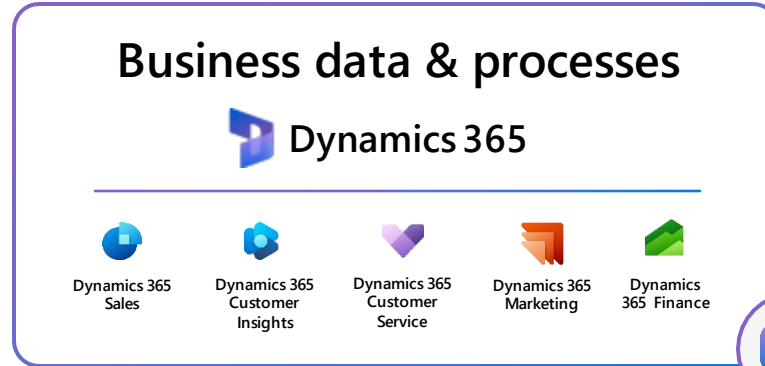 Business data & processes
Dynamics 365
Dynamics 365
Sales
Dynamics 365
Customer
Insights
Dynamics 365
Customer
Service
Dynamics 365
Marketing
Dynamics
365 Finance